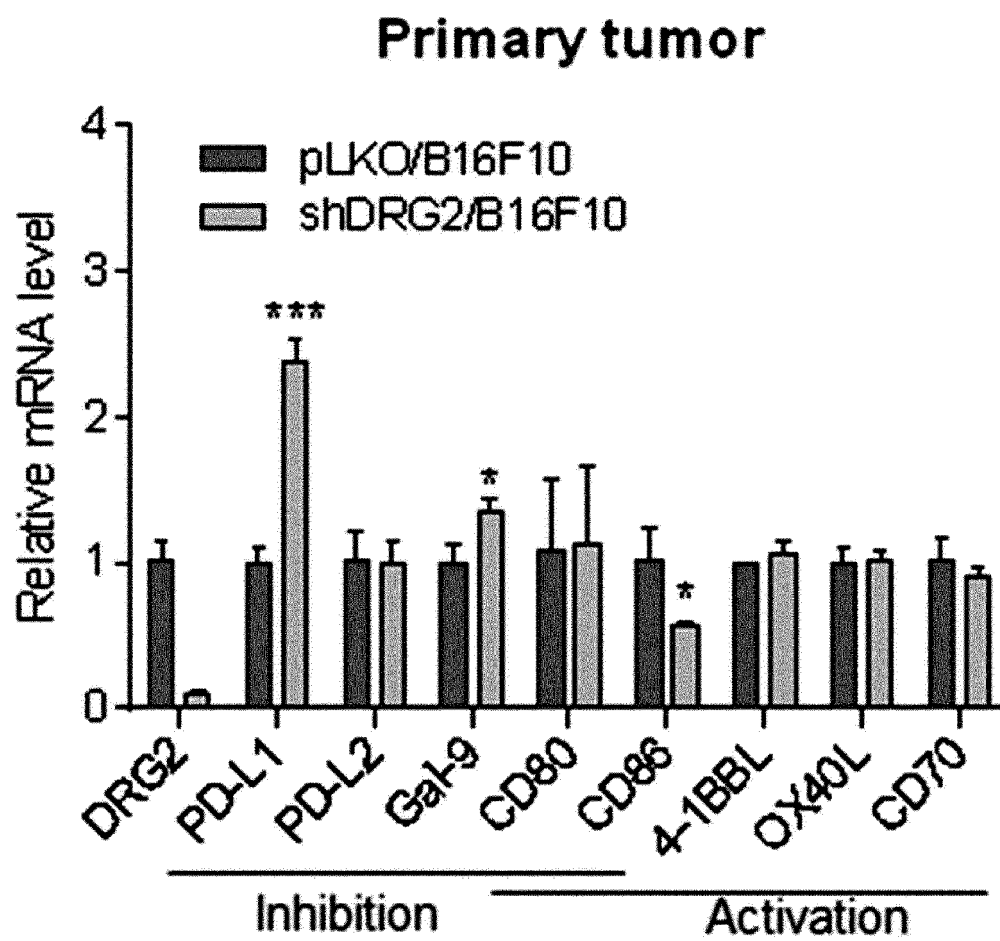 Primary tumor
4
pLKO/B16F10
shDRG2/B16F10
3
***
2
*
1
*
0
Relative mRNA level
DRG2 PD-L1 PD-L2 Gal-9 CD80 CD86 4-1BBL OX40L CD70
Inhibition Activation